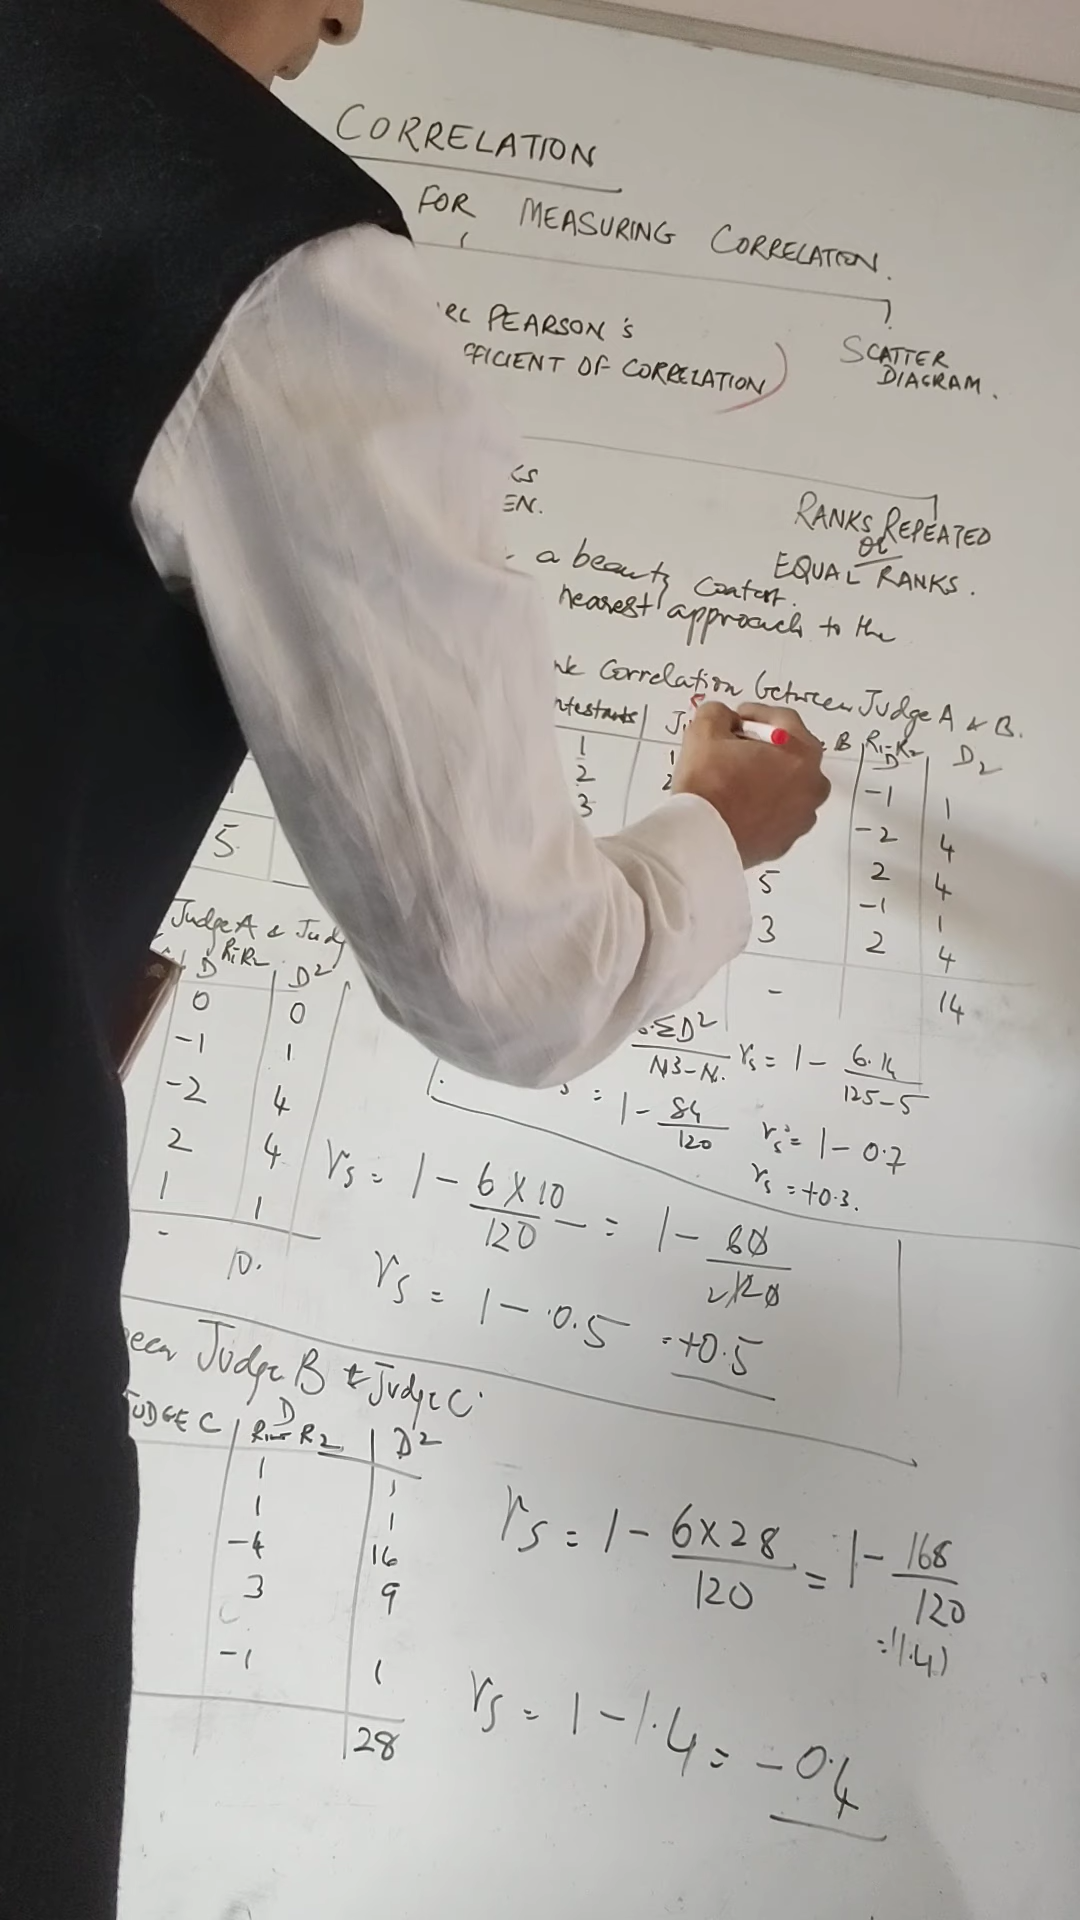 CORRELATION
FOR MEASURING CORRELATION.
PEARSON'S
OF CORRELATION)
SCATTER
DIAGRAM.
RANKS REPEATED
or
EQUAL RANKS.
a beauty contest.
nearest approach to the
Correlation between Judge A & B.
B | R1-R2 | D2
D
1
2
3
-1 1
-2 4
5 2 4
-1 1
3 2 4
- 14
ΣD2
N3-N.
rs = 1 - 6.14
125-5
= 1 - 84
120
rs = 1 - 0.7
rs = +0.3.
5.
Judge A &
D R1-R2 | D2
0 0
-1 1
-2 4
2 4
1 1
- 10.
rs = 1 - 6 X 10 = 1 - 60
120 2 120
rs = 1 - 0.5 = +0.5
Judge B & Judge C
JUDGE C | D R1-R2 | D2
1 1
1 1
-4 16
3 9
-1 1
28
rs = 1 - 6x28 = 1 - 168
120 120
=(1.4)
rs = 1 - 1.4 = -0.4